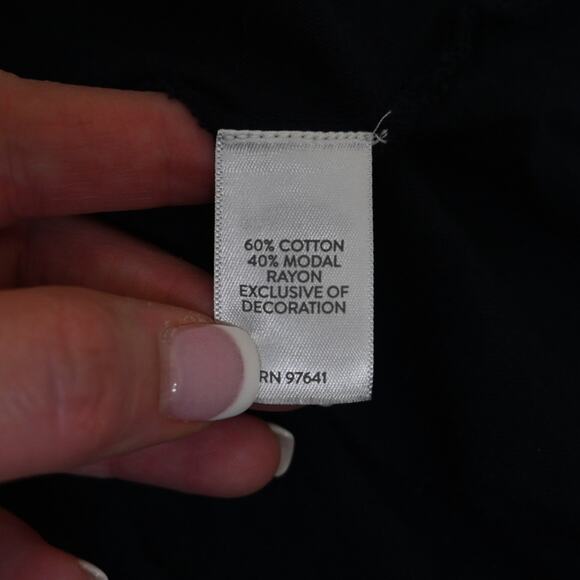 60% COTTON
40% MODAL
RAYON
EXCLUSIVE OF
DECORATION
RN 97641